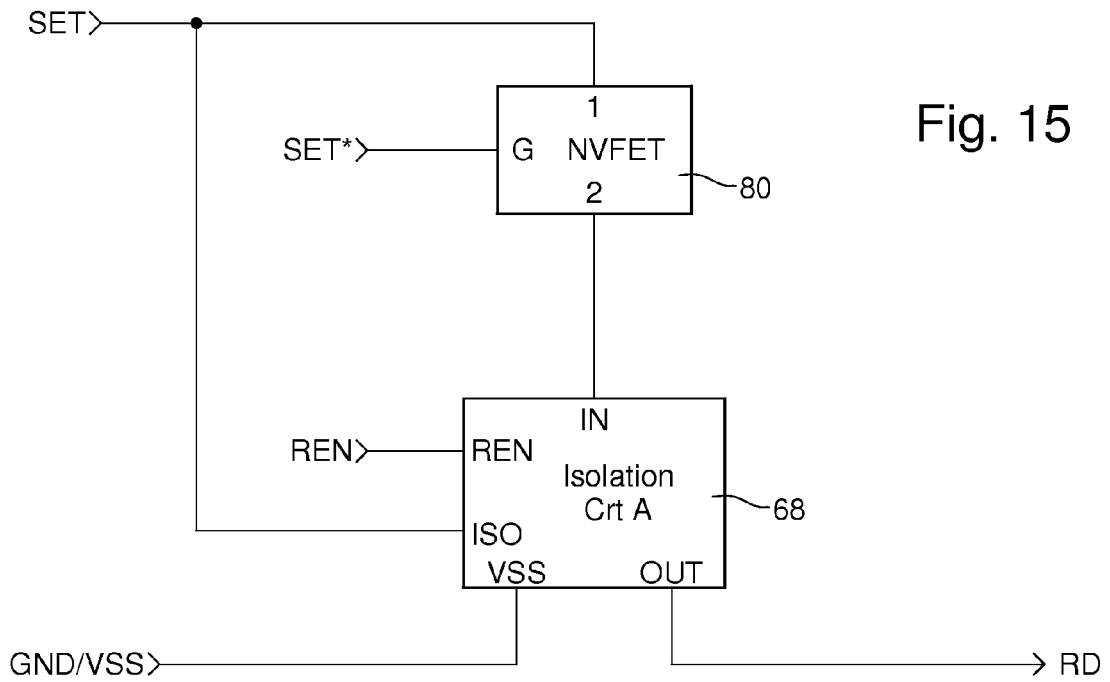 SET
1
Fig. 15
SET*
G NVFET
2
80
IN
REN
REN
Isolation
Crt A
68
ISO
VSS
OUT
GND/VSS
RD